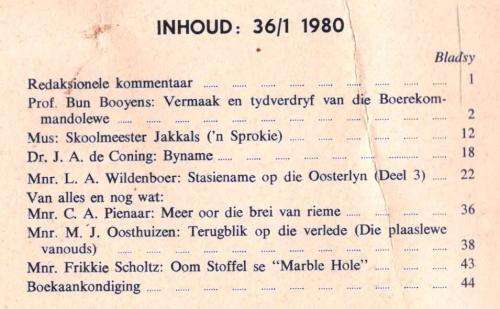 INHOUD: 36/1 1980
Bladsy
Redaksionele kommentaar ..... 1
Prof. Bun Booyens: Vermaak en tydverdryf van die Boerekom-
mandolewe ..... 2
Mus: Skoolmeester Jakkals ('n Sprokie) ..... 12
Dr. J. A. de Coning: Byname ..... 18
Mnr. L. A. Wildenboer: Stasiename op die Oosterlyn (Deel 3) ..... 22
Van alles en nog wat:
Mnr. C. A. Pienaar: Meer oor die brei van rieme ..... 36
Mnr. M. J. Oosthuizen: Terugblik op die verlede (Die plaaslewe
vanouds) ..... 38
Mnr. Frikkie Scholtz: Oom Stoffel se "Marble Hole" ..... 43
Boekaankondiging ..... 44